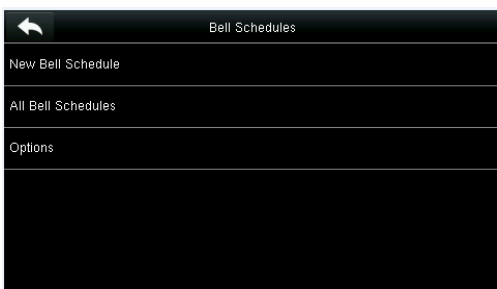 Bell Schedules
New Bell Schedule
All Bell Schedules
Options